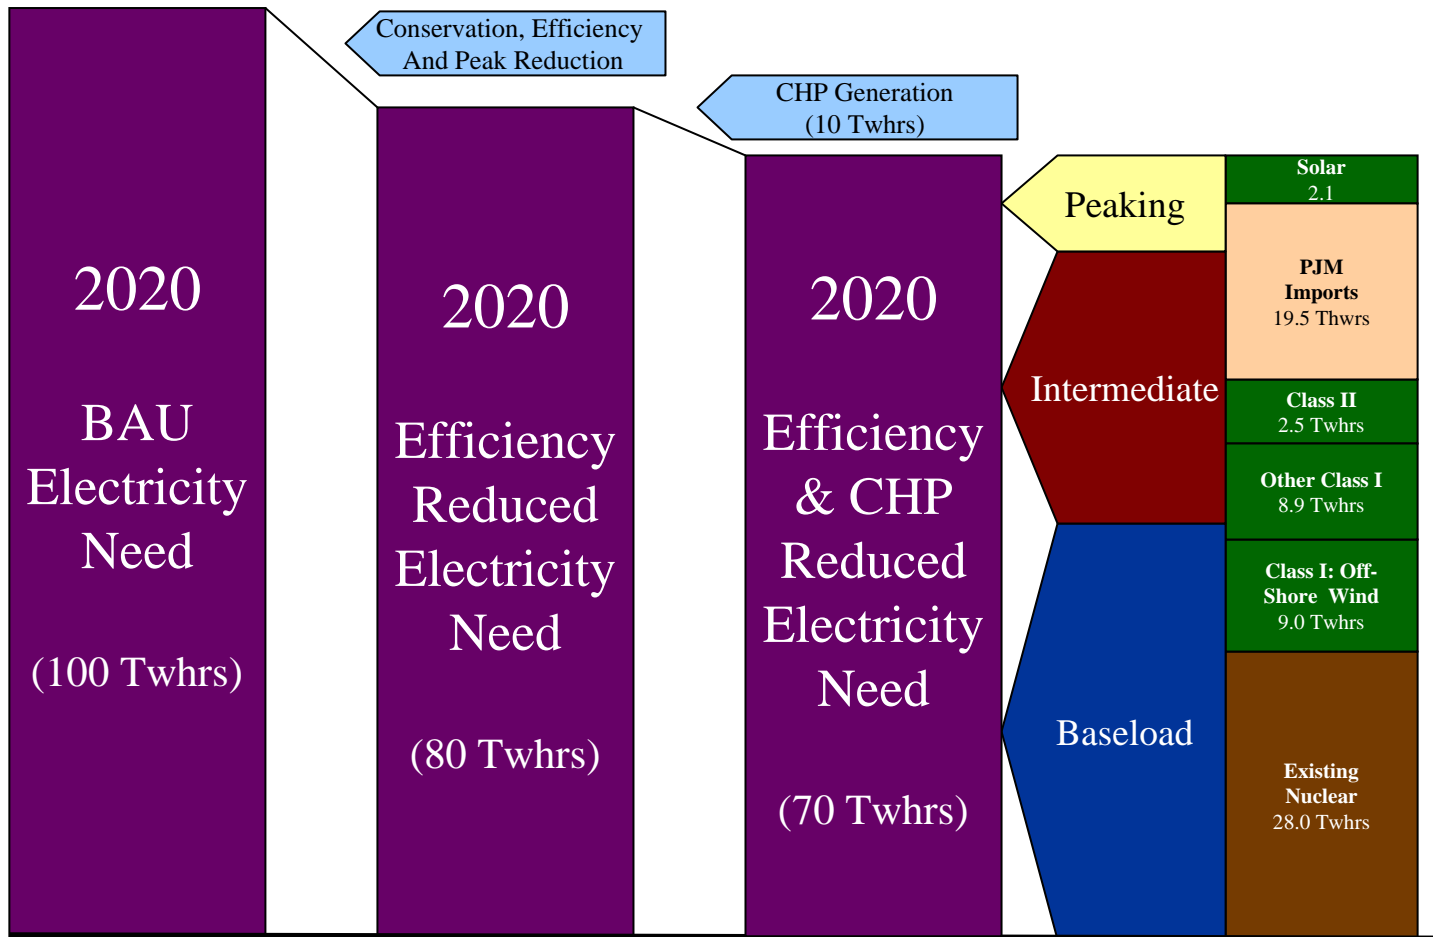 Conservation, Efficiency
And Peak Reduction
CHP Generation
(10 Twhrs)
2020
BAU
Electricity
Need
(100 Twhrs)
2020
Efficiency
Reduced
Electricity
Need
(80 Twhrs)
2020
Efficiency
& CHP
Reduced
Electricity
Need
(70 Twhrs)
Peaking
Intermediate
Baseload
Solar
2.1
PJM
Imports
19.5 Thwrs
Class II
2.5 Twhrs
Other Class I
8.9 Twhrs
Class I: Off-
Shore Wind
9.0 Twhrs
Existing
Nuclear
28.0 Twhrs